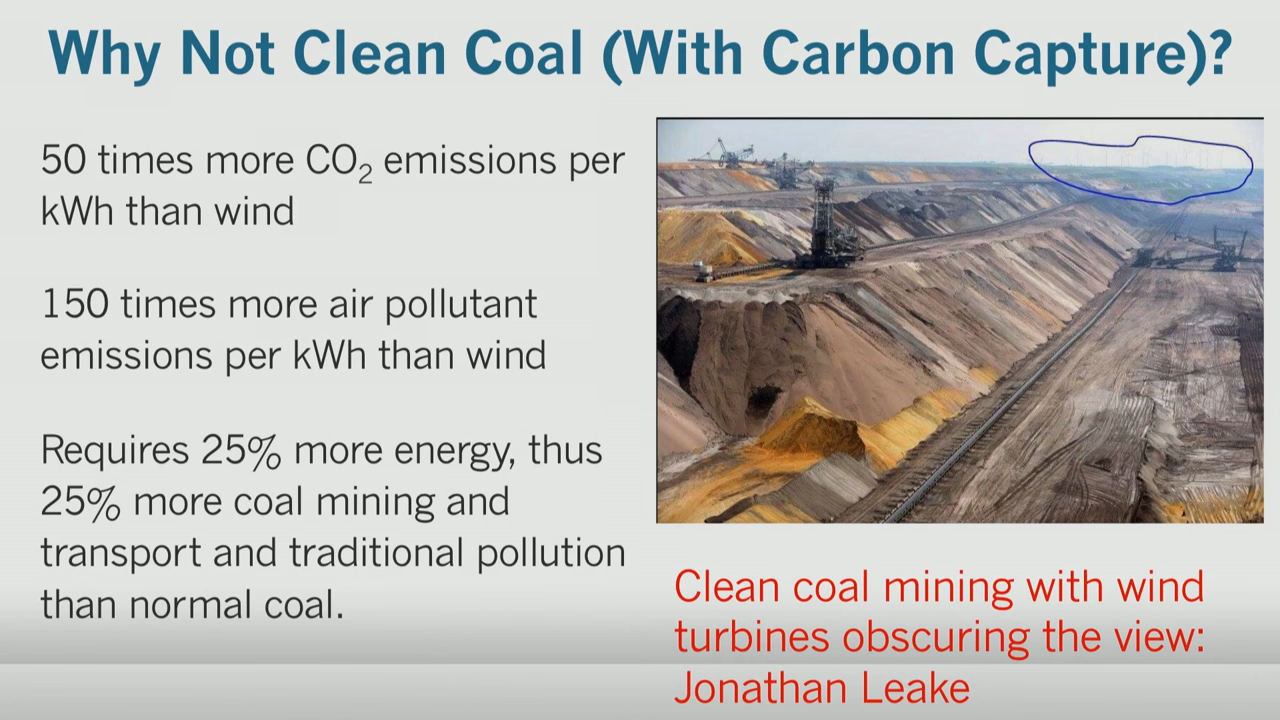 Why Not Clean Coal (With Carbon Capture)?
50 times more CO₂ emissions per
kWh than wind
150 times more air pollutant
emissions per kWh than wind
Requires 25% more energy, thus
25% more coal mining and
transport and traditional pollution
than normal coal.
Clean coal mining with wind
turbines obscuring the view:
Jonathan Leake